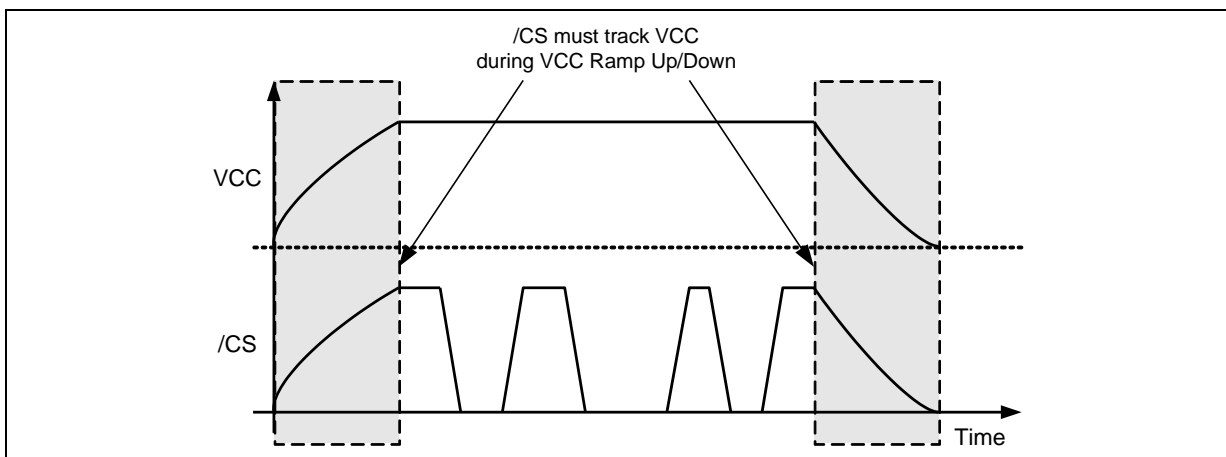 /CS must track VCC
during VCC Ramp Up/Down
VCC
/CS
Time